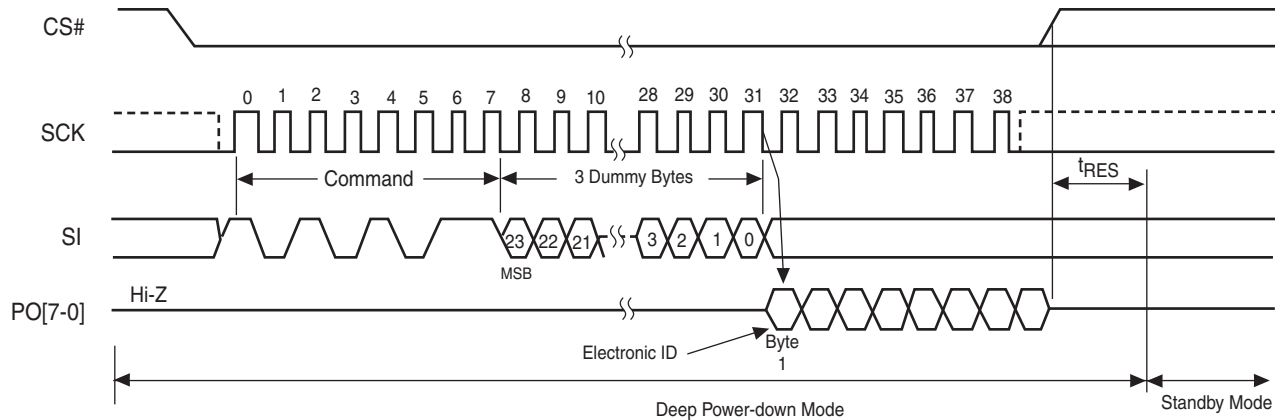 CS#
0 1 2 3 4 5 6 7 8 9 10 28 29 30 31 32 33 34 35 36 37 38
SCK
Command
3 Dummy Bytes
tRES
SI
23 22 21 3 2 1 0
MSB
Hi-Z
PO[7-0]
Electronic ID
Byte
1
Deep Power-down Mode
Standby Mode